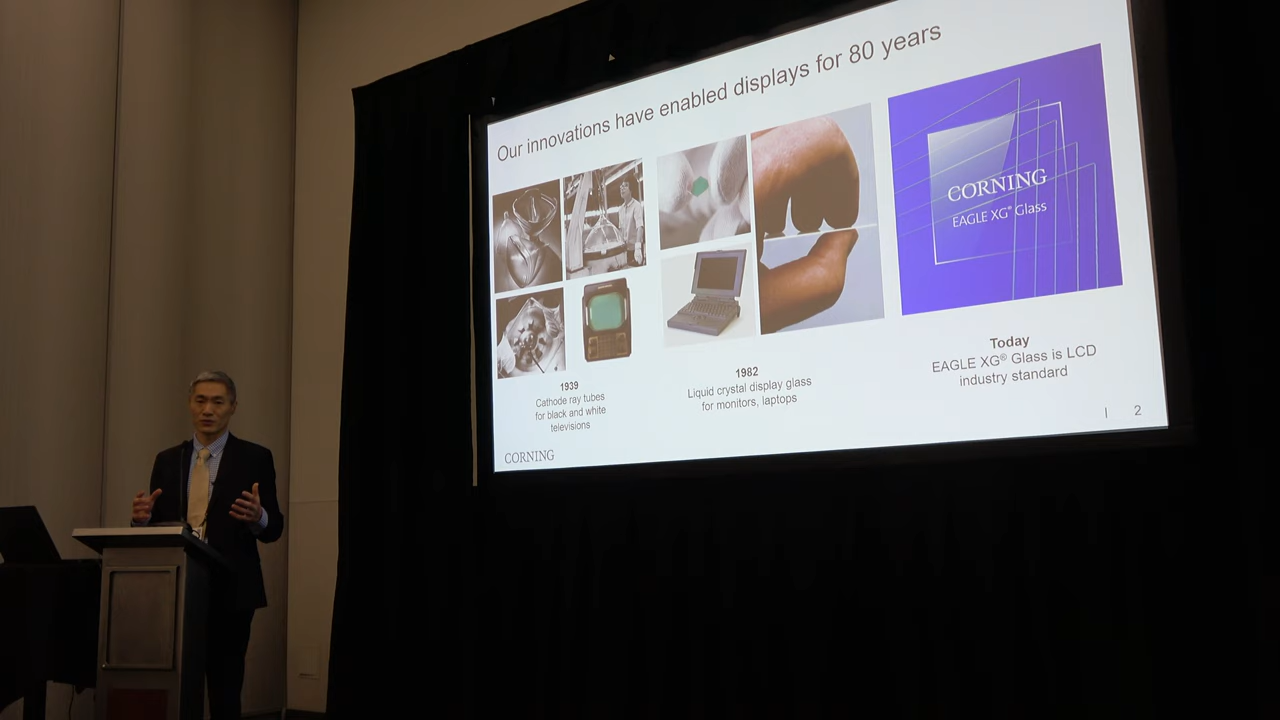 Our innovations have enabled displays for 80 years
CORNING
EAGLE XG® Glass
1939
Cathode ray tubes
for black and white
televisions
1982
Liquid crystal display glass
for monitors, laptops
Today
EAGLE XG® Glass is LCD
industry standard
CORNING
| 2